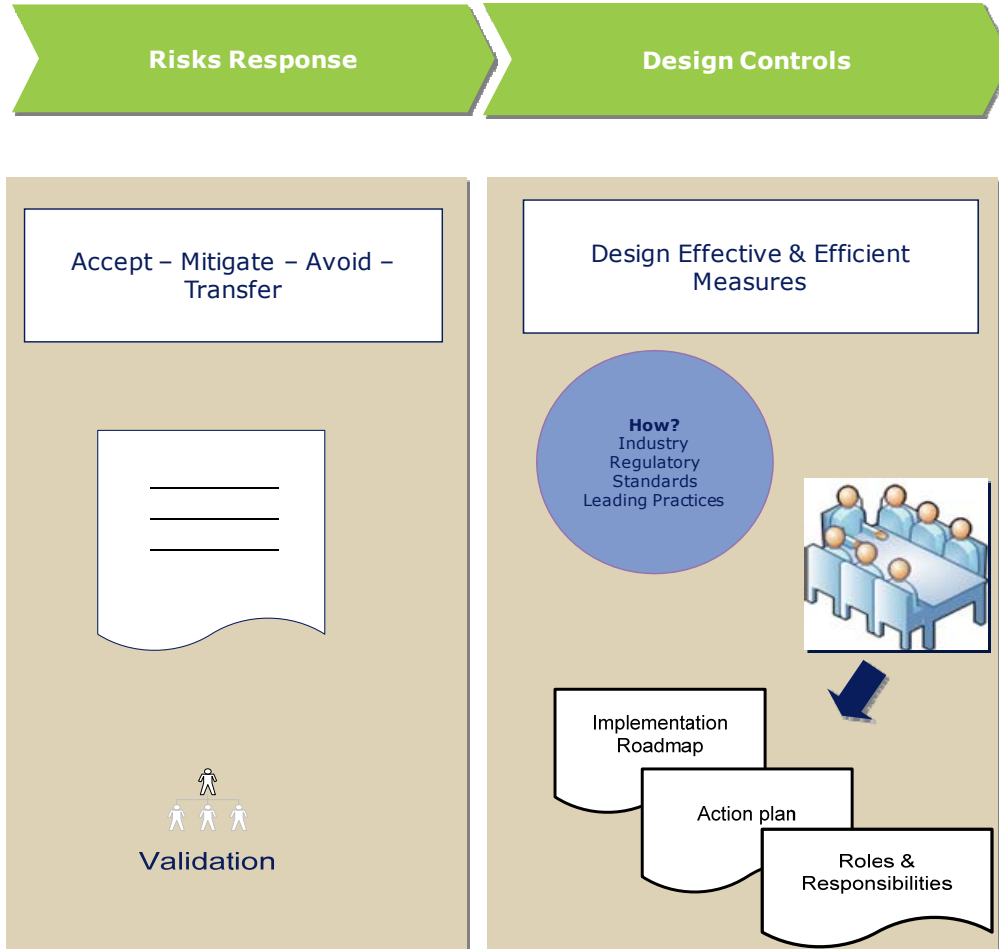 Risks Response
Design Controls
Accept – Mitigate – Avoid –
Transfer
Validation
Design Effective & Efficient
Measures
How?
Industry
Regulatory
Standards
Leading Practices
Implementation
Roadmap
Action plan
Roles &
Responsibilities